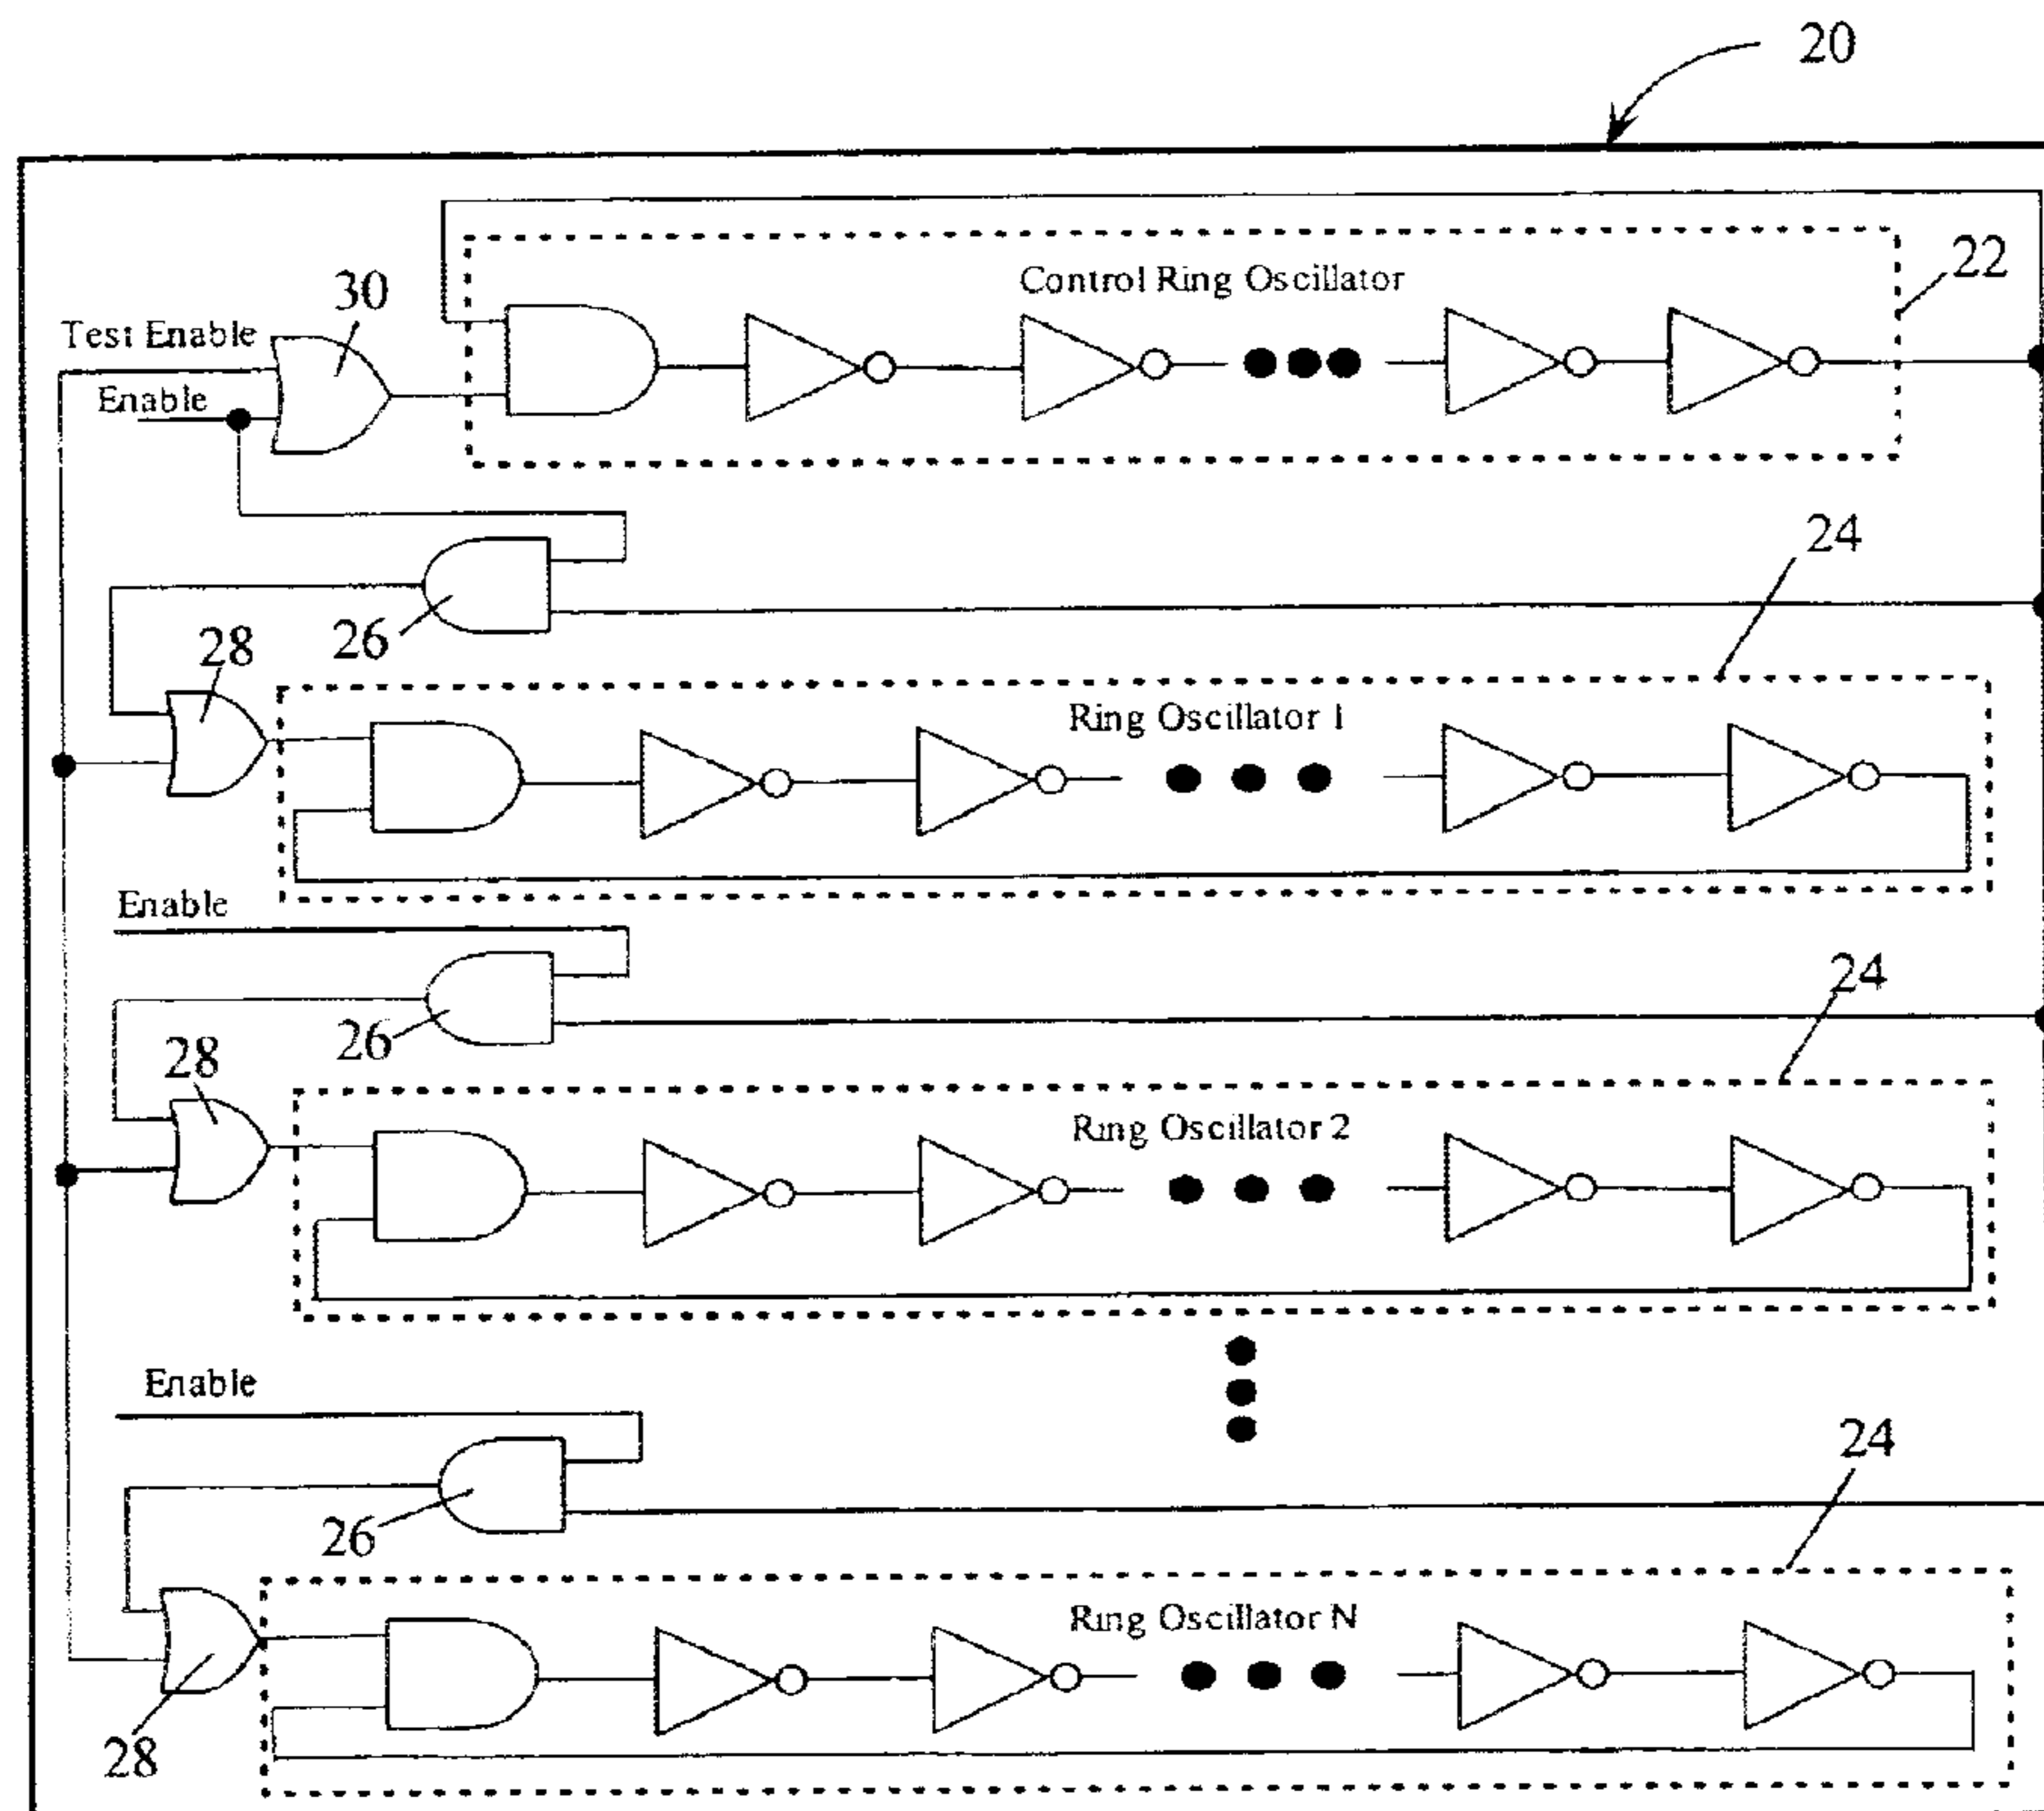 20
Control Ring Oscillator
22
30
Test Enable
Enable
24
26
28
Ring Oscillator 1
Enable
24
26
28
Ring Oscillator 2
Enable
24
26
Ring Oscillator N
28